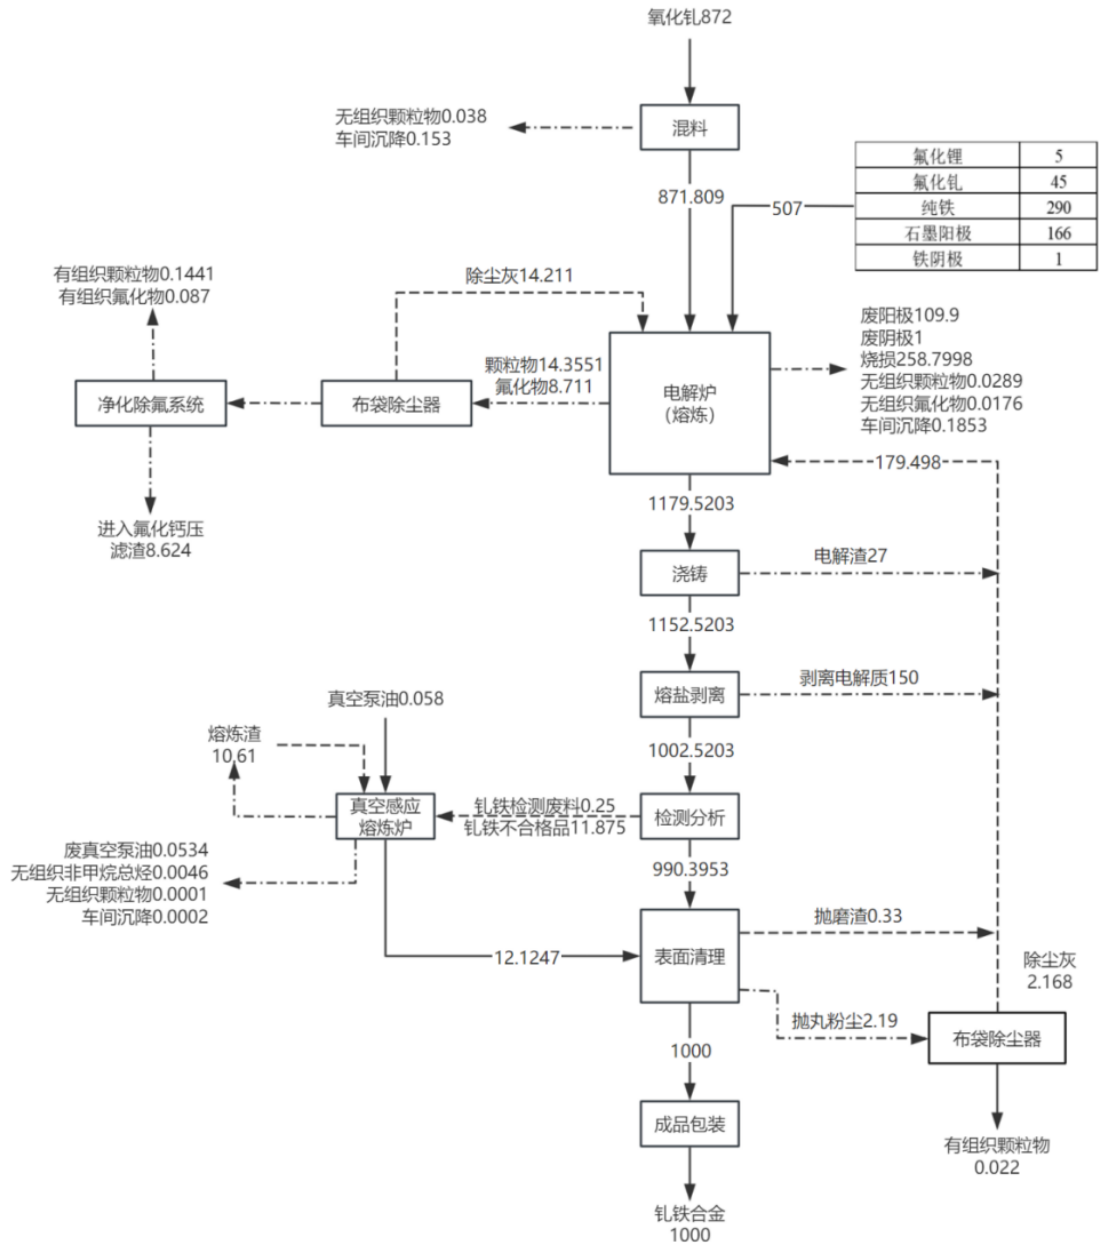 氧化钆872
无组织颗粒物0.038
车间沉降0.153
混料
871.809
507
氟化锂 5
氟化钆 45
纯铁 290
石墨阳极 166
铁阴极 1
有组织颗粒物0.1441
有组织氟化物0.087
除尘灰14.211
废阳极109.9
废阴极1
烧损258.7998
无组织颗粒物0.0289
无组织氟化物0.0176
车间沉降0.1853
颗粒物14.3551
氟化物8.711
净化除氟系统
布袋除尘器
电解炉
（熔炼）
179.498
1179.5203
进入氟化钙压
滤渣8.624
浇铸
电解渣27
1152.5203
熔盐剥离
剥离电解质150
真空泵油0.058
熔炼渣
10.61
1002.5203
真空感应
熔炼炉
钆铁检测废料0.25
钆铁不合格品11.875
检测分析
废真空泵油0.0534
无组织非甲烷总烃0.0046
无组织颗粒物0.0001
车间沉降0.0002
990.3953
抛磨渣0.33
12.1247
表面清理
除尘灰
2.168
抛丸粉尘2.19
布袋除尘器
1000
成品包装
有组织颗粒物
0.022
钆铁合金
1000